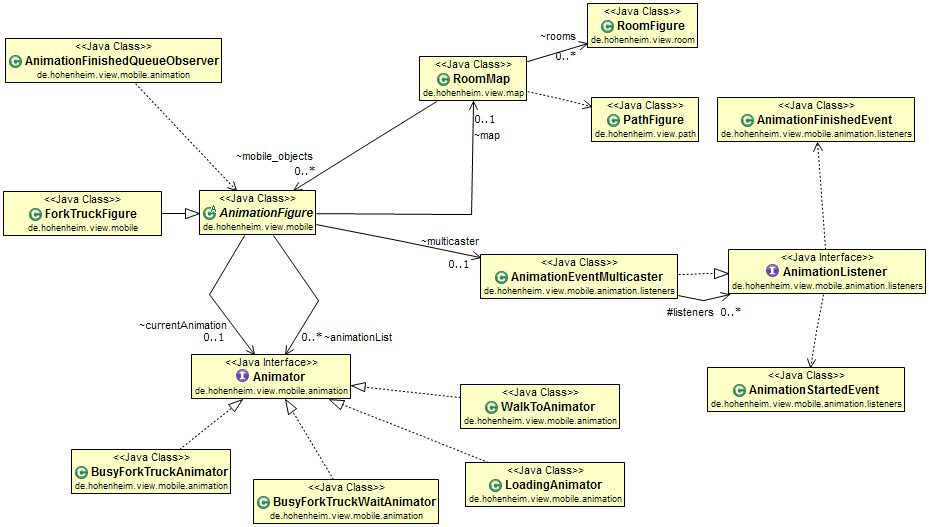 <<Java Class>>
RoomFigure
de.hohenheim.view.room
~rooms
0..*
<<Java Class>>
AnimationFinishedQueueObserver
de.hohenheim.view.mobile.animation
<<Java Class>>
RoomMap
de.hohenheim.view.map
<<Java Class>>
PathFigure
de.hohenheim.view.path
<<Java Class>>
AnimationFinishedEvent
de.hohenheim.view.mobile.animation.listeners
0..1
~map
~mobile_objects
0..*
<<Java Class>>
ForkTruckFigure
de.hohenheim.view.mobile
<<Java Class>>
AnimationFigure
de.hohenheim.view.mobile
~multicaster
0..1
<<Java Class>>
AnimationEventMulticaster
de.hohenheim.view.mobile.animation.listeners
<<Java Interface>>
AnimationListener
de.hohenheim.view.mobile.animation.listeners
#listeners 0..*
~currentAnimation
0..1
0..* ~animationList
<<Java Interface>>
Animator
de.hohenheim.view.mobile.animation
<<Java Class>>
AnimationStartedEvent
de.hohenheim.view.mobile.animation.listeners
<<Java Class>>
WalkToAnimator
de.hohenheim.view.mobile.animation
<<Java Class>>
BusyForkTruckAnimator
de.hohenheim.view.mobile.animation
<<Java Class>>
BusyForkTruckWaitAnimator
de.hohenheim.view.mobile.animation
<<Java Class>>
LoadingAnimator
de.hohenheim.view.mobile.animation